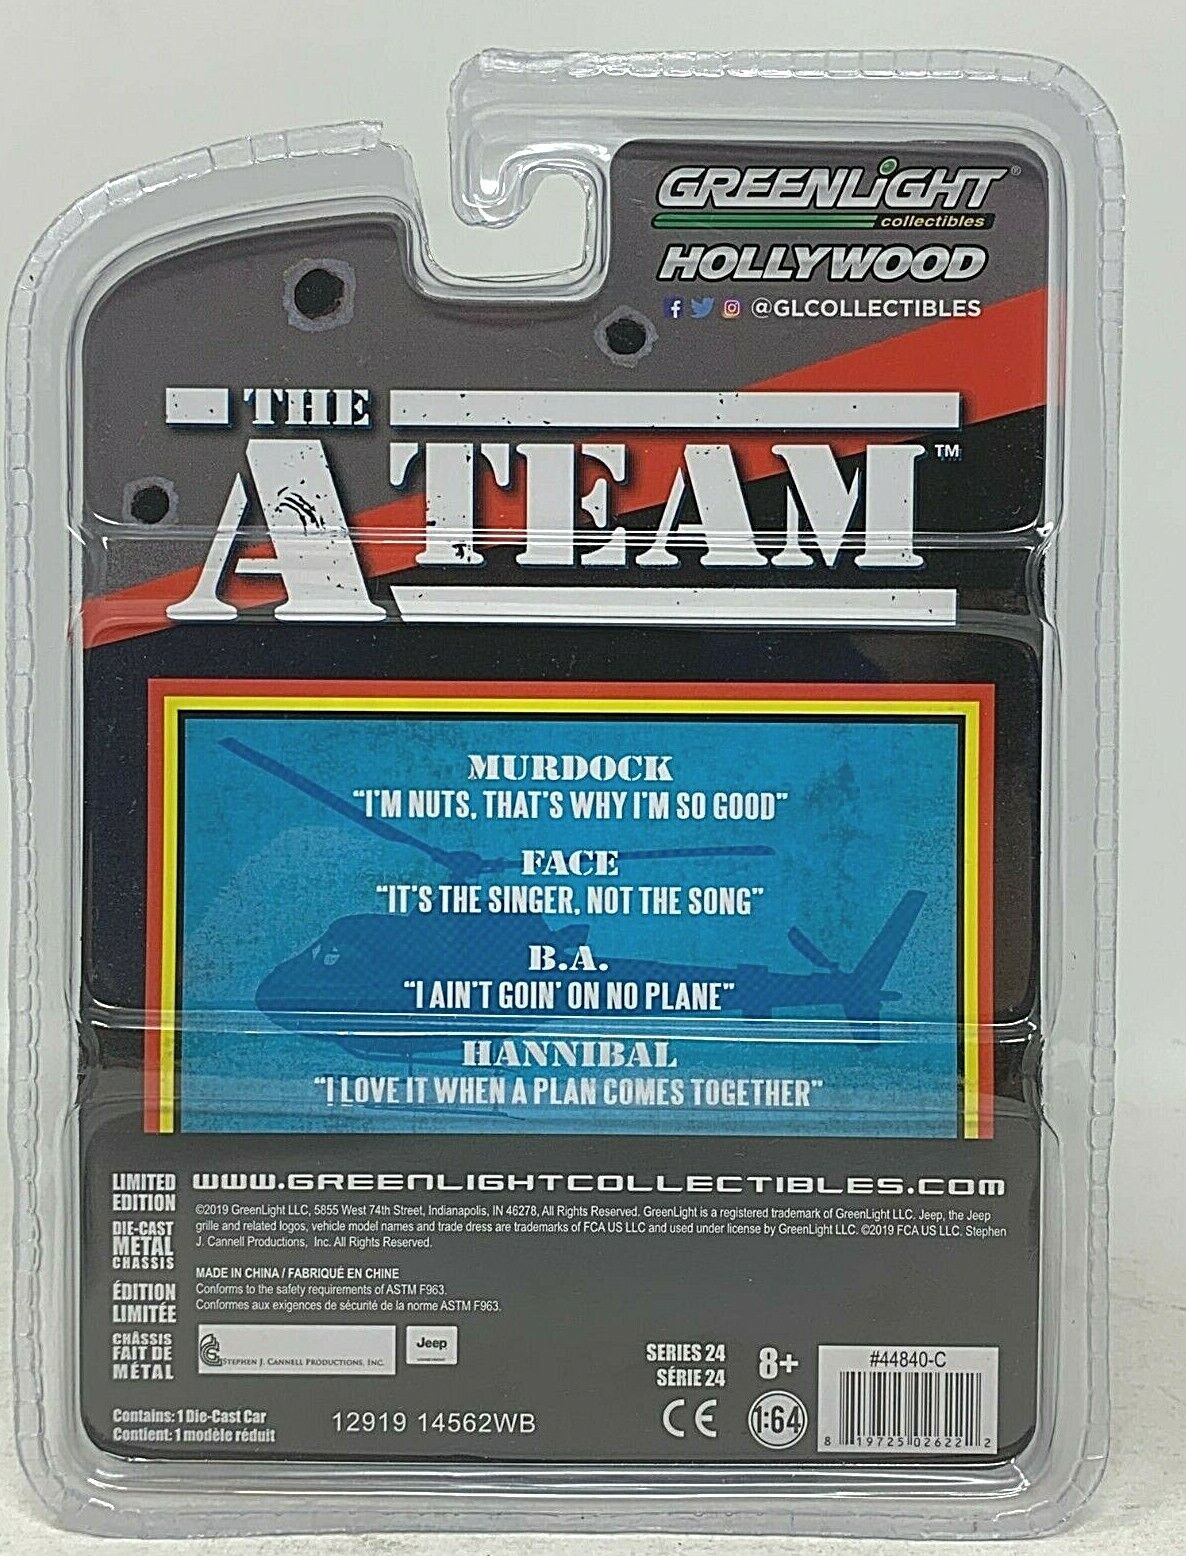 GREENLiGHT®
collectibles
HOLLYWOOD
@GLCOLLECTIBLES
THE
A TEAM™
MURDOCK
"I'M NUTS, THAT'S WHY I'M SO GOOD"
FACE
"IT'S THE SINGER, NOT THE SONG"
B.A.
"I AIN'T GOIN' ON NO PLANE"
HANNIBAL
"I LOVE IT WHEN A PLAN COMES TOGETHER"
LIMITED
EDITION
DIE-CAST
METAL
CHASSIS
ÉDITION
LIMITÉE
CHÂSSIS
FAIT DE
MÉTAL
www.GREENLIGHTCOLLECTIBLES.com
©2019 GreenLight LLC, 5855 West 74th Street, Indianapolis, IN 46278, All Rights Reserved. GreenLight is a registered trademark of GreenLight LLC. Jeep, the Jeep
grille and related logos, vehicle model names and trade dress are trademarks of FCA US LLC and used under license by GreenLight LLC. ©2019 FCA US LLC. Stephen
J. Cannell Productions, Inc. All Rights Reserved.
MADE IN CHINA / FABRIQUÉ EN CHINE
Conforms to the safety requirements of ASTM F963.
Conformes aux exigences de sécurité de la norme ASTM F963.
STEPHEN J. CANNELL PRODUCTIONS, INC.
Jeep
Contains: 1 Die-Cast Car
Contient: 1 modèle réduit
12919 14562WB
SERIES 24
SÉRIE 24
8+
CE
1:64
#44840-C
8 19725 02622 2